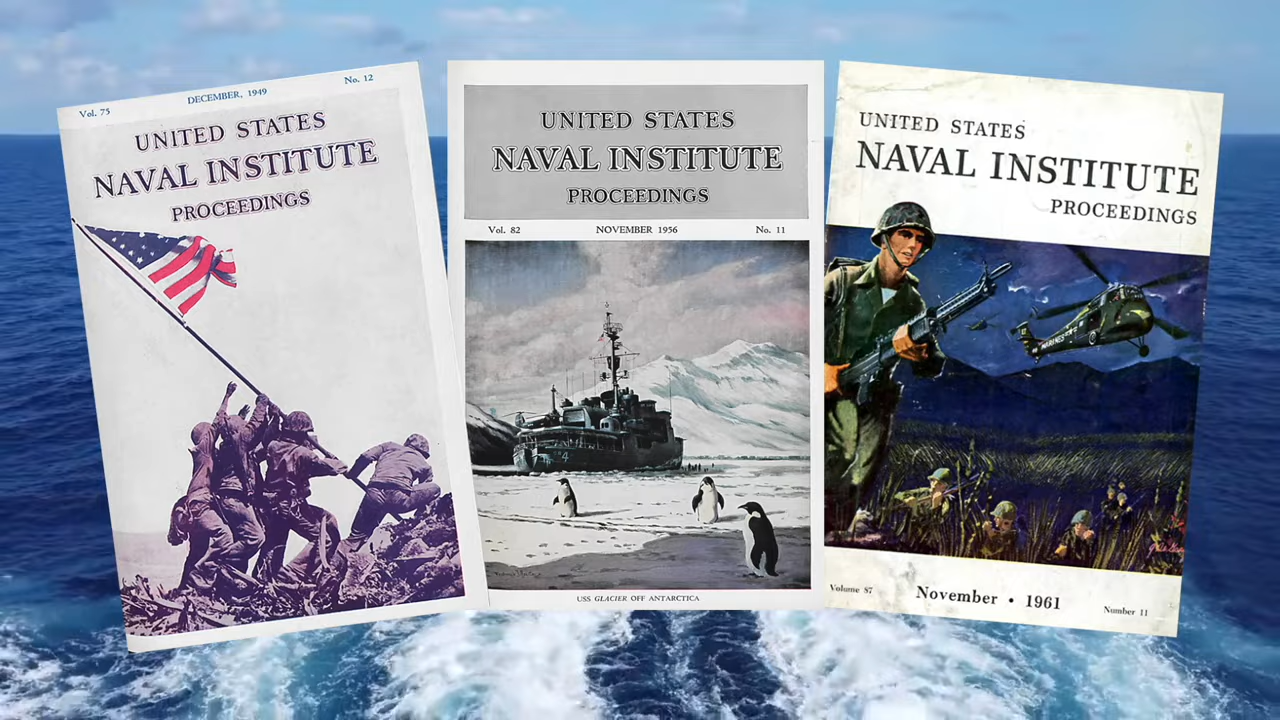 Vol. 75
DECEMBER, 1949
No. 12
UNITED STATES
NAVAL INSTITUTE
PROCEEDINGS
UNITED STATES
NAVAL INSTITUTE
PROCEEDINGS
Vol. 82
NOVEMBER 1956
No. 11
4
USS GLACIER OFF ANTARCTICA
UNITED STATES
NAVAL INSTITUTE
PROCEEDINGS
MARINES
Volume 87
November • 1961
Number 11